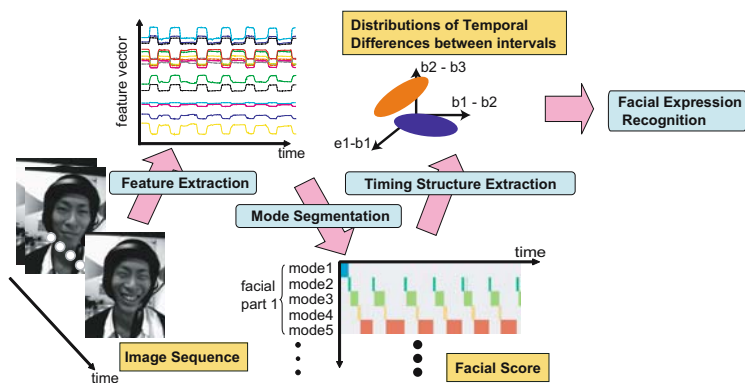 Distributions of Temporal
Differences between intervals
feature vector
time
b2 - b3
b1 - b2
e1-b1
Facial Expression
Recognition
Feature Extraction
Timing Structure Extraction
Mode Segmentation
time
facial
part 1
mode1
mode2
mode3
mode4
mode5
time
Image Sequence
Facial Score